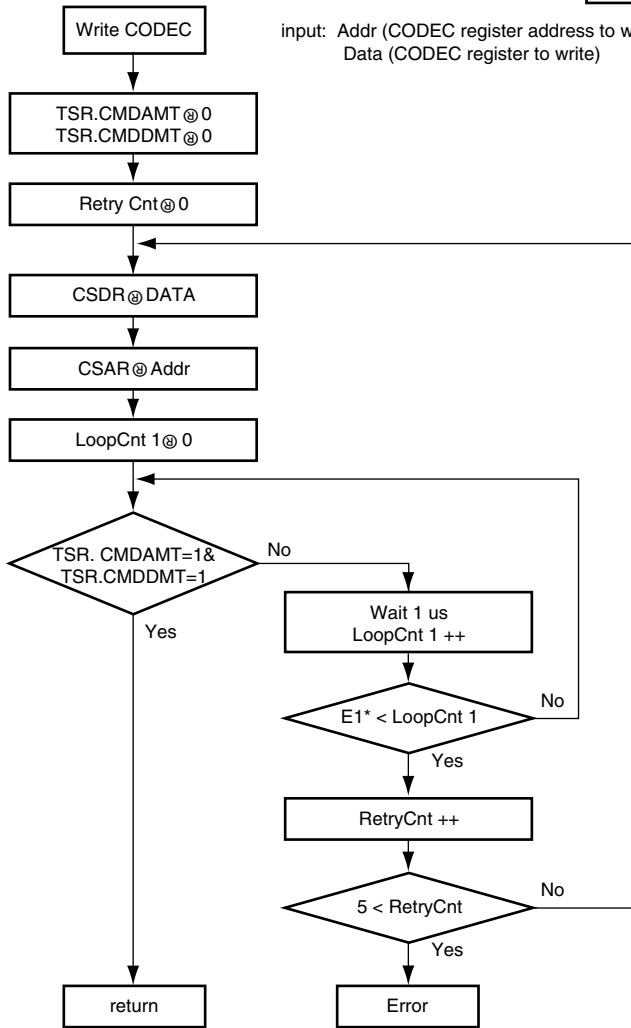 Write CODEC
input: Addr (CODEC register address to w
Data (CODEC register to write)
TSR.CMDAMT ® 0
TSR.CMDDMT ® 0
Retry Cnt ® 0
CSDR ® DATA
CSAR ® Addr
LoopCnt 1 ® 0
TSR. CMDAMT=1&
TSR.CMDDMT=1
No
Yes
Wait 1 us
LoopCnt 1 ++
E1* < LoopCnt 1
No
Yes
RetryCnt ++
5 < RetryCnt
No
Yes
return
Error